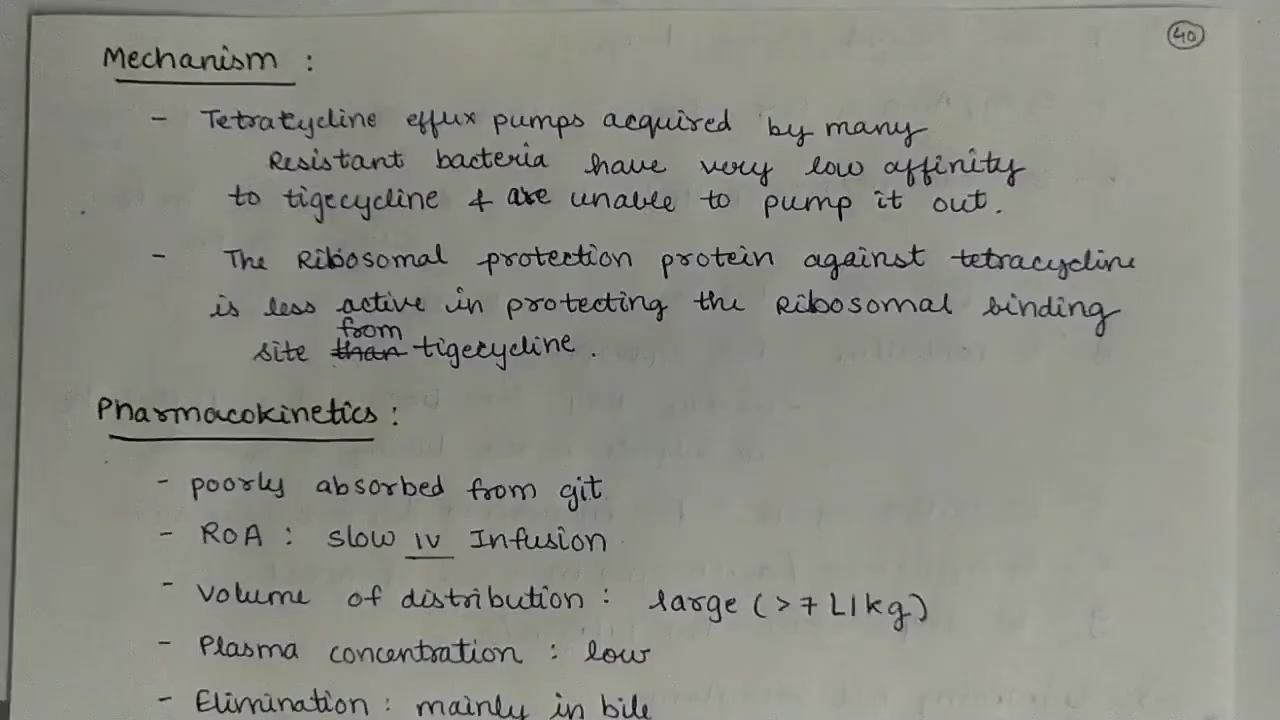 40
Mechanism :
- Tetratycline effux pumps acquired by many
Resistant bacteria have very low affinity
to tigecycline & are unable to pump it out.
- The Ribosomal protection protein against tetracycline
is less active in protecting the Ribosomal binding
from
site than tigecycline.
Pharmacokinetics :
- poorly absorbed from git.
- ROA : slow IV Infusion
- volume of distribution : large (>7 L/kg)
- Plasma concentration : low
- Elimination : mainly in bile